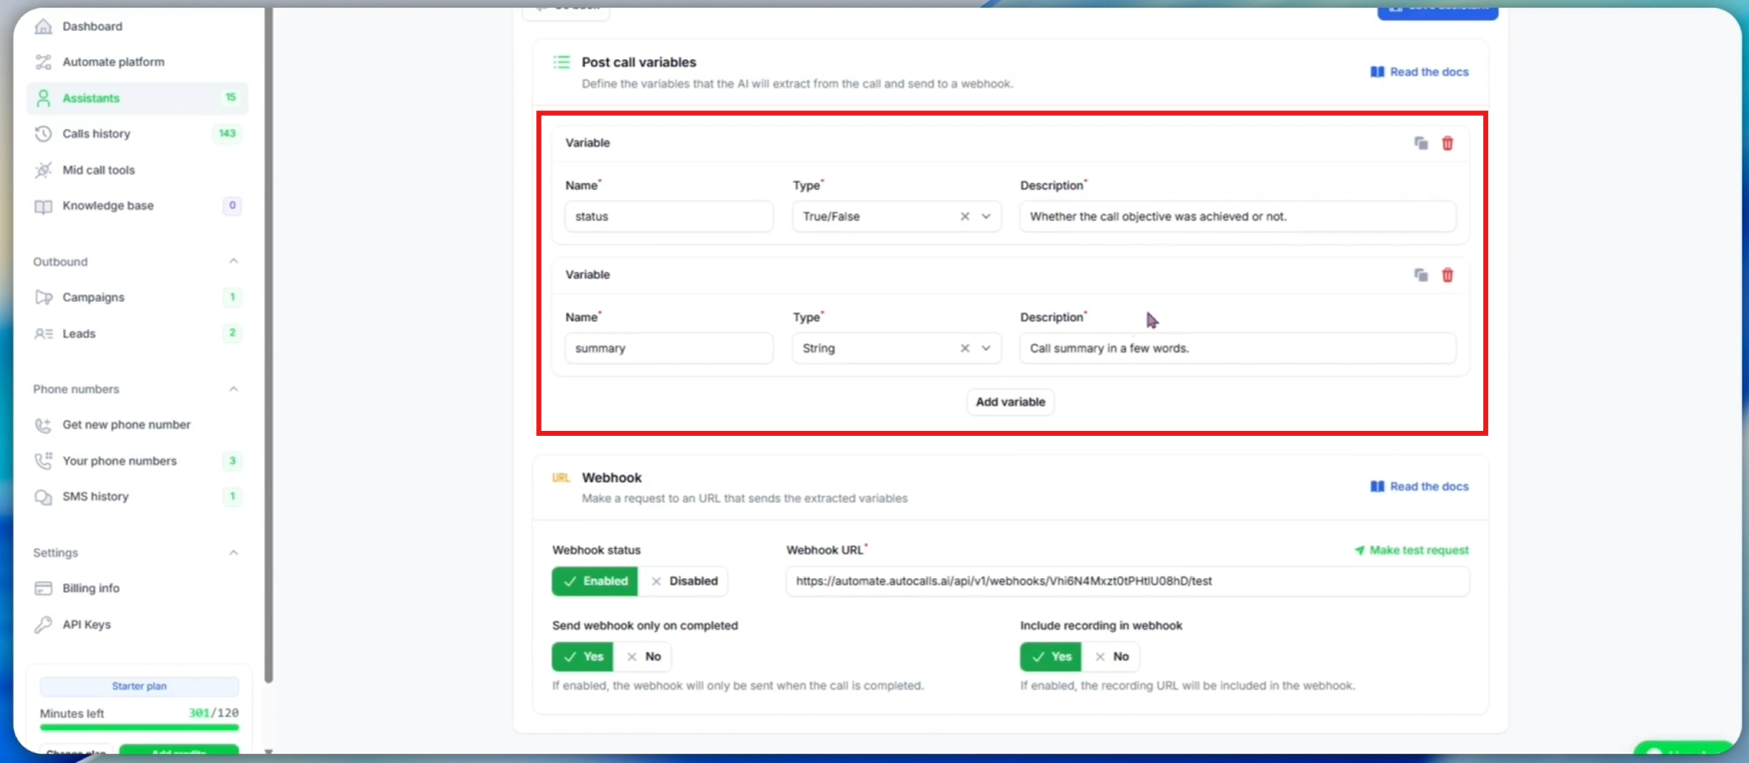 Dashboard
Automate platform
Assistants 15
Calls history 143
Mid call tools
Knowledge base 0
Outbound
Campaigns 1
Leads 2
Phone numbers
Get new phone number
Your phone numbers 3
SMS history 1
Settings
Billing info
API Keys
Starter plan
Minutes left 301/120
Change plan Add credits
Post call variables
Define the variables that the AI will extract from the call and send to a webhook.
Read the docs
Variable
Name* Type* Description*
status True/False Whether the call objective was achieved or not.
Variable
Name* Type* Description*
summary String Call summary in a few words.
Add variable
URL Webhook
Make a request to an URL that sends the extracted variables
Read the docs
Webhook status Webhook URL* Make test request
Enabled Disabled https://automate.autocalls.ai/api/v1/webhooks/Vhi6N4Mxzt0tPHtlU08hD/test
Send webhook only on completed Include recording in webhook
Yes No Yes No
If enabled, the webhook will only be sent when the call is completed. If enabled, the recording URL will be included in the webhook.